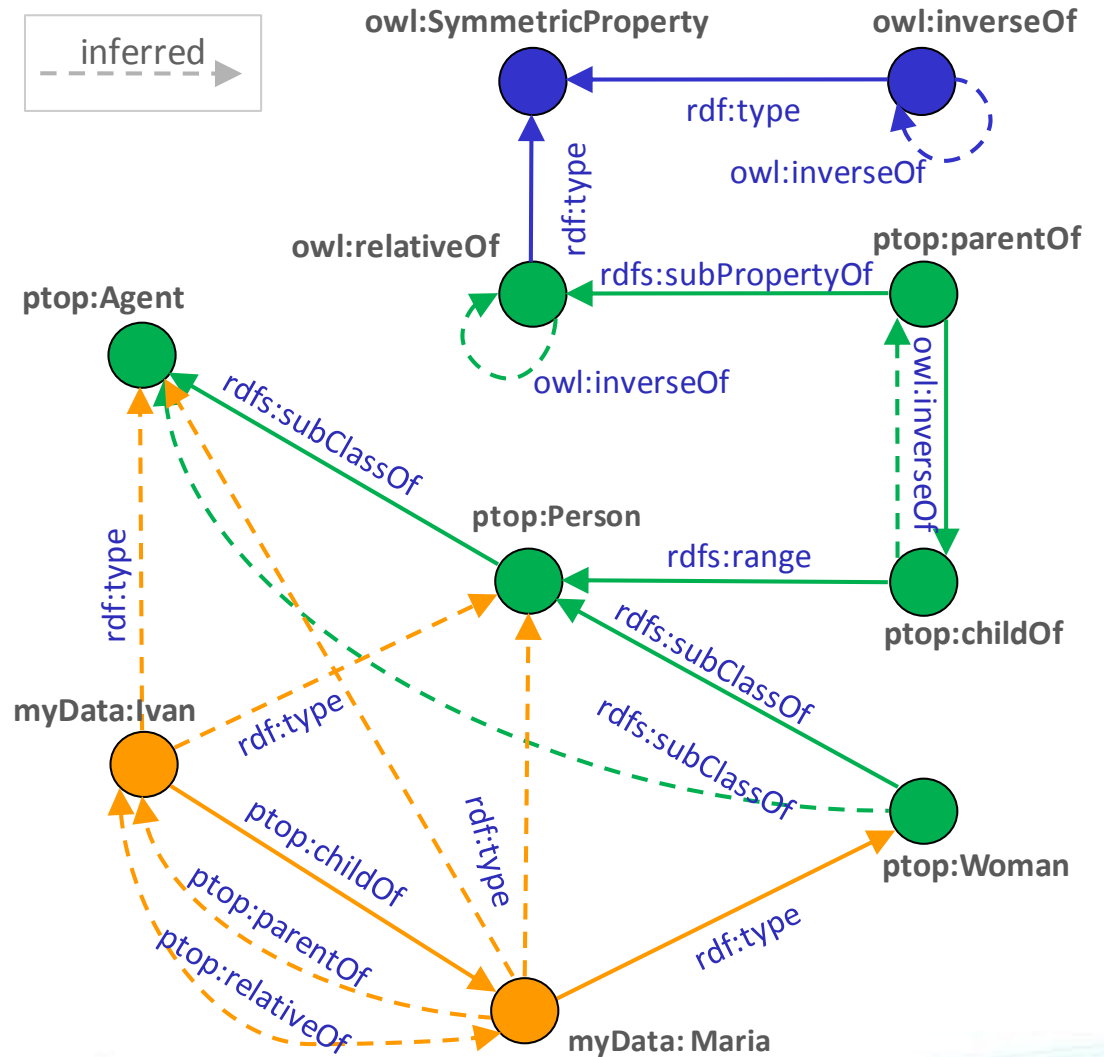 owl:SymmetricProperty
owl:inverseOf
inferred
rdf:type
owl:inverseOf
rdf:type
owl:relativeOf
ptop:parentOf
rdfs:subPropertyOf
ptop:Agent
owl:inverseOf
owl:inverseOf
rdfs:subClassOf
ptop:Person
rdfs:range
rdf:type
ptop:childOf
rdfs:subClassOf
myData:Ivan
rdf:type
rdfs:subClassOf
ptop:childOf
rdf:type
ptop:Woman
ptop:parentOf
rdf:type
ptop:relativeOf
myData: Maria